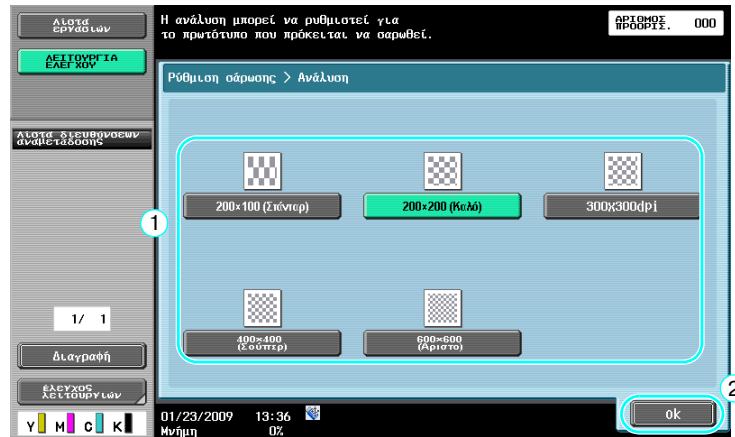 Λίστα
εργασιών
Η ανάλυση μπορεί να ρυθμιστεί για
το πρωτότυπο που πρόκειται να σαρωθεί.
ΑΡΙΘΜΟΣ
ΠΡΟΟΡΙΣ. 000
ΛΕΙΤΟΥΡΓΙΑ
ΕΛΕΓΧΟΥ
Ρύθμιση σάρωσης > Ανάλυση
Λίστα διευθύνσεων
αναμετάδοσης
1
200×100 (Στάνταρ)
200×200 (Καλό)
300X300dpi
400×400
(Σούπερ)
600×600
(Άριστο)
1/ 1
Διαγραφή
έλεγχος
λειτουργιών
2
ok
Y M C K
01/23/2009 13:36
Μνήμη 0%